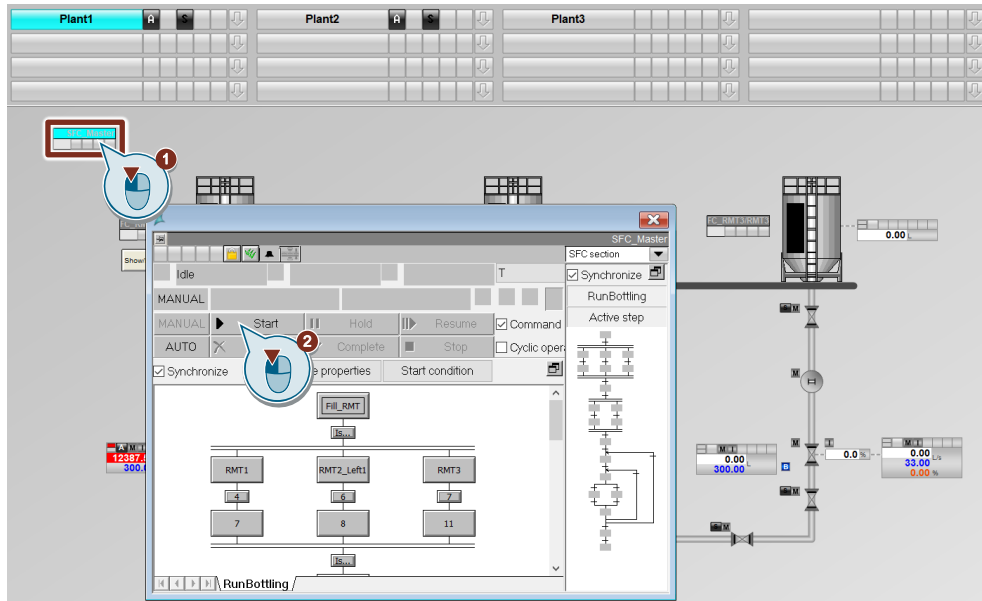 Plant1 A S Plant2 A S Plant3
SFC_Master
1
FC_RMT3/RMT3
0.00 L
Show/
SFC_Master
SFC section
Idle T Synchronize
MANUAL RunBottling
MANUAL Start Hold Resume Command Active step
AUTO Complete Stop Cyclic opera
2
Synchronize e properties Start condition
Fill_RMT
Is...
RMT1 RMT2_Left1 RMT3
4 6 7
7 8 11
Is...
RunBottling
M
M
A M I
12387.
300.0
M I
0.00 L
300.00
B
M I
0.0 %
M I
0.00 L/s
33.00
0.00 %
M
M